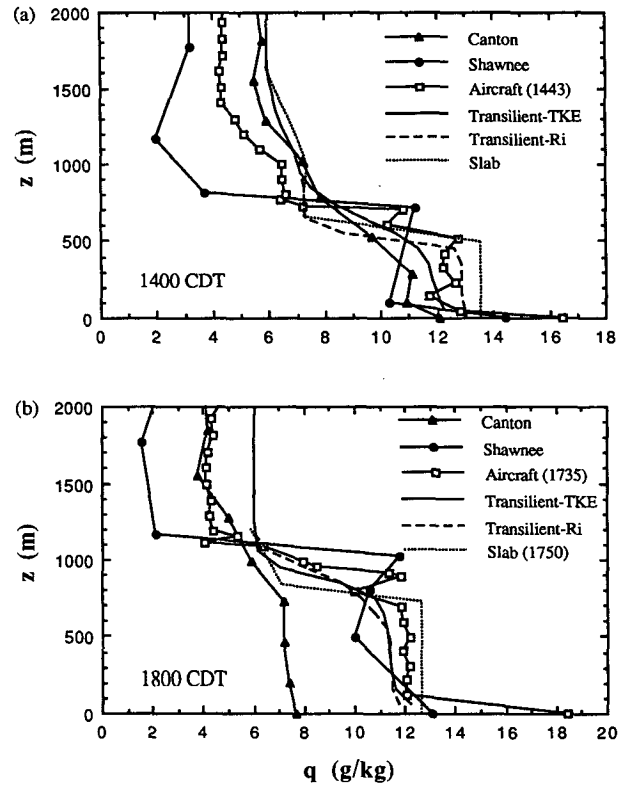 (a)
2000
1500
1000
500
0
z (m)
Canton
Shawnee
Aircraft (1443)
Transilient-TKE
Transilient-Ri
Slab
1400 CDT
0 2 4 6 8 10 12 14 16 18
(b)
2000
1500
1000
500
0
z (m)
Canton
Shawnee
Aircraft (1735)
Transilient-TKE
Transilient-Ri
Slab (1750)
1800 CDT
0 2 4 6 8 10 12 14 16 18 20
q (g/kg)